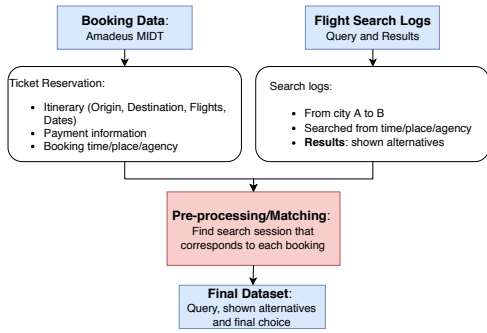 Booking Data:
Amadeus MIDT
Flight Search Logs
Query and Results
Ticket Reservation:
• Itinerary (Origin, Destination, Flights,
Dates)
• Payment information
• Booking time/place/agency
Search logs:
• From city A to B
• Searched from time/place/agency
• Results: shown alternatives
Pre-processing/Matching:
Find search session that
corresponds to each booking
Final Dataset:
Query, shown alternatives
and final choice